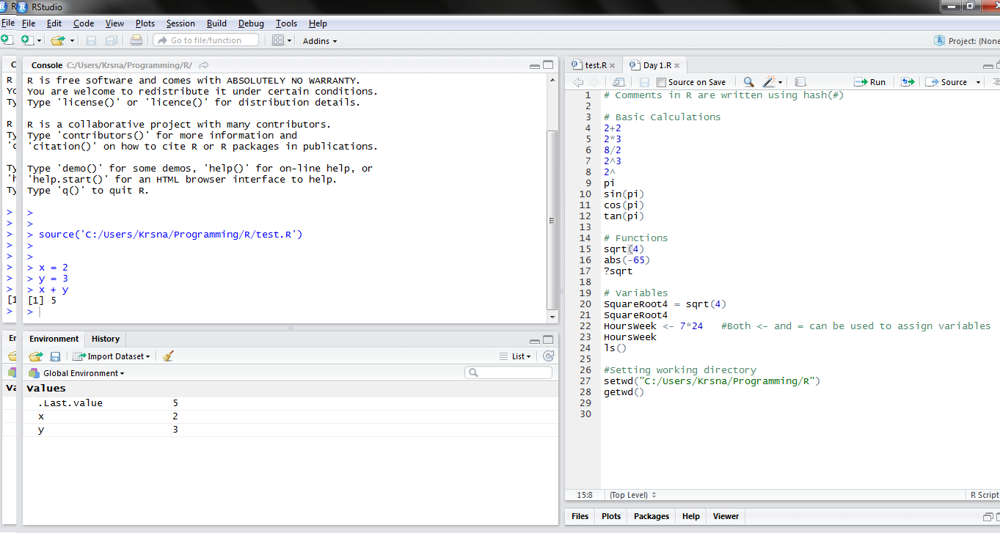 R RStudio
File File Edit Code View Plots Session Build Debug Tools Help
Go to file/function Addins Project: (None
Console C:/Users/Krsna/Programming/R/
R is free software and comes with ABSOLUTELY NO WARRANTY.
You are welcome to redistribute it under certain conditions.
Type 'license()' or 'licence()' for distribution details.
R is a collaborative project with many contributors.
Type 'contributors()' for more information and
'citation()' on how to cite R or R packages in publications.
Type 'demo()' for some demos, 'help()' for on-line help, or
'help.start()' for an HTML browser interface to help.
Type 'q()' to quit R.
>
>
> source('C:/Users/Krsna/Programming/R/test.R')
>
>
> x = 2
> y = 3
> x + y
[1] 5
>
C
R
Yo
Ty
R
Ty
'c
Ty
'h
Ty
>
>
>
>
>
>
>
>
[1
>
Environment History
Import Dataset List
Global Environment
Values
.Last.value 5
x 2
y 3
Er
Va
test.R Day 1.R
Source on Save Run Source
1 # Comments in R are written using hash(#)
2
3 # Basic Calculations
4 2+2
5 2*3
6 8/2
7 2^3
8 2^
9 pi
10 sin(pi)
11 cos(pi)
12 tan(pi)
13
14 # Functions
15 sqrt(4)
16 abs(-65)
17 ?sqrt
18
19 # Variables
20 SquareRoot4 = sqrt(4)
21 SquareRoot4
22 HoursWeek <- 7*24 #Both <- and = can be used to assign variables
23 HoursWeek
24 ls()
25
26 #Setting working directory
27 setwd("C:/Users/Krsna/Programming/R")
28 getwd()
29
30
15:8 (Top Level) R Script
Files Plots Packages Help Viewer